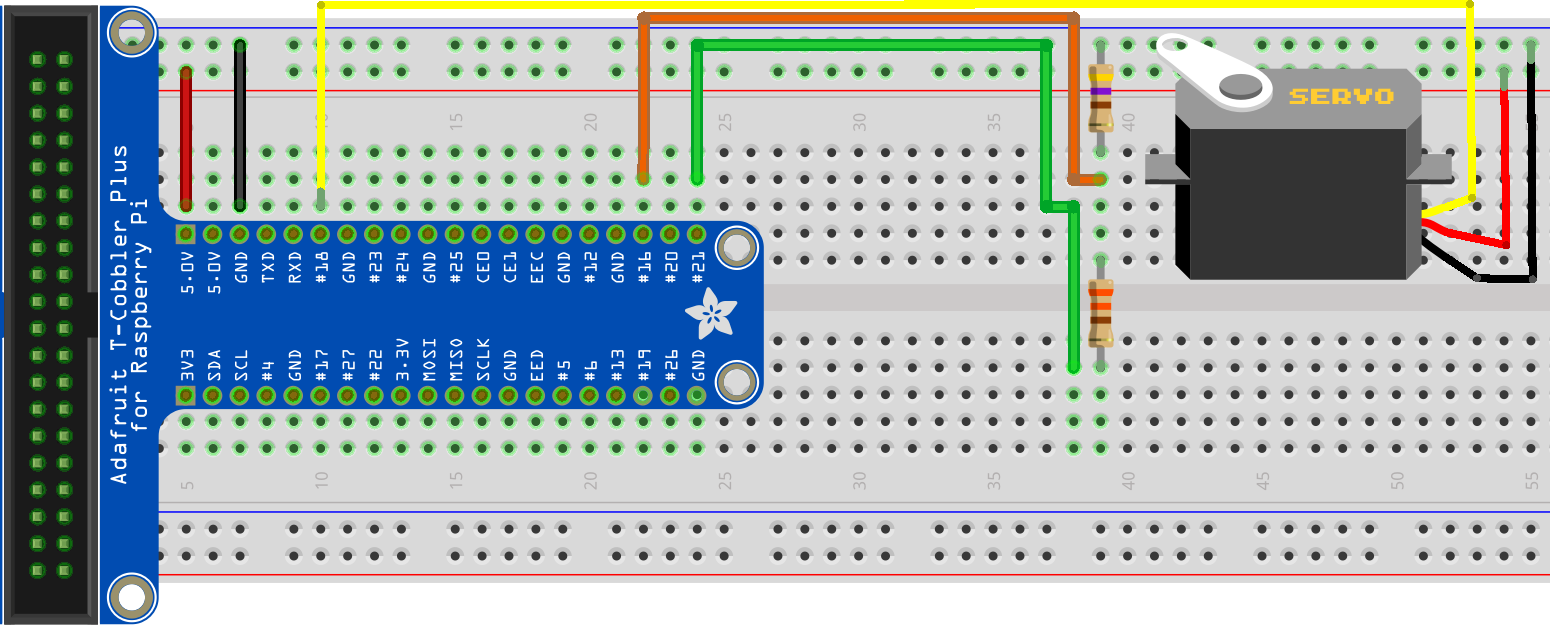 Adafruit T-Cobbler Plus
for Raspberry Pi
SERVO
15 20 25 30 35 40
5.0V 5.0V GND TXD RXD #18 GND #23 #24 GND #25 CE0 CE1 EEC GND #12 GND #16 #20 #21
3V3 SDA SCL #4 GND #17 #27 #22 3.3V MOSI MISO SCLK GND EED #5 #6 #13 #19 #26 GND
5 10 15 20 25 30 35 40 45 50 55